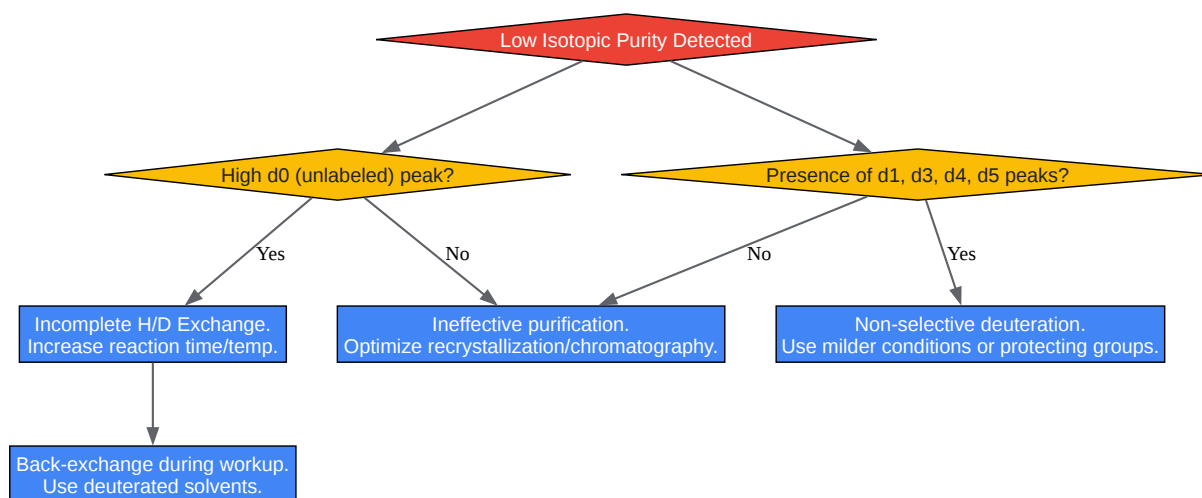 Low Isotopic Purity Detected
High d0 (unlabeled) peak?
Presence of d1, d3, d4, d5 peaks?
Yes
No
No
Yes
Incomplete H/D Exchange.
Increase reaction time/temp.
Ineffective purification.
Optimize recrystallization/chromatography.
Non-selective deuteration.
Use milder conditions or protecting groups.
Back-exchange during workup.
Use deuterated solvents.